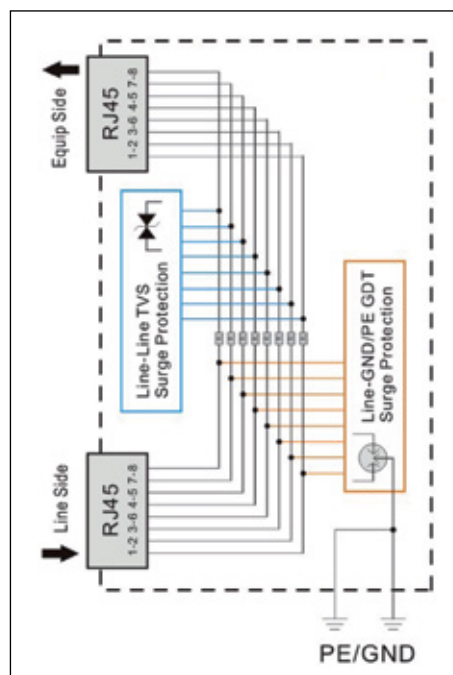 Equip Side
RJ45
1-2 3-6 4-5 7-8
Line-Line TVS
Surge Protection
Line-GND/PE GDT
Surge Protection
Line Side
RJ45
1-2 3-6 4-5 7-8
PE/GND